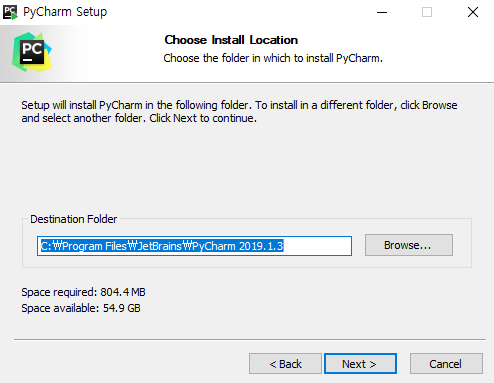 PyCharm Setup
PC
Choose Install Location
Choose the folder in which to install PyCharm.
Setup will install PyCharm in the following folder. To install in a different folder, click Browse
and select another folder. Click Next to continue.
Destination Folder
C:₩Program Files₩JetBrains₩PyCharm 2019.1.3
Browse...
Space required: 804.4 MB
Space available: 54.9 GB
< Back
Next >
Cancel